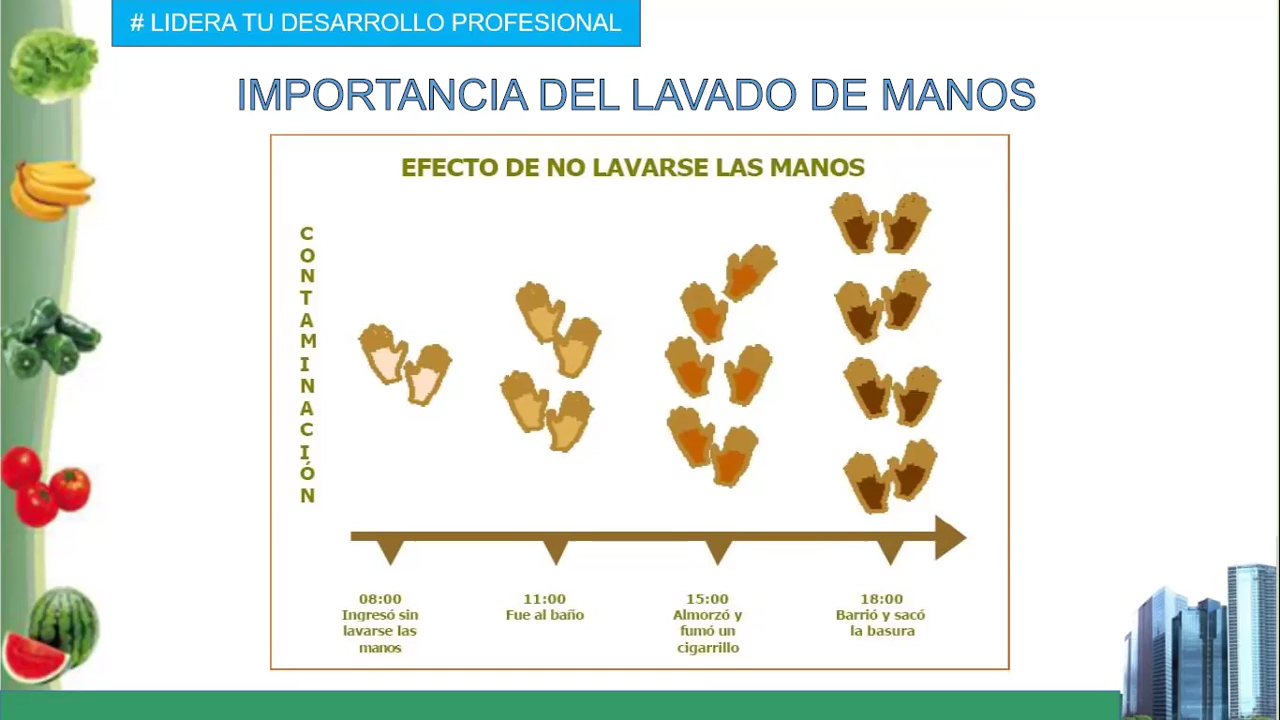 # LIDERA TU DESARROLLO PROFESIONAL
IMPORTANCIA DEL LAVADO DE MANOS
EFECTO DE NO LAVARSE LAS MANOS
CONTAMINACIÓN
08:00
Ingresó sin
lavarse las
manos
11:00
Fue al baño
15:00
Almorzó y
fumó un
cigarrillo
18:00
Barrió y sacó
la basura